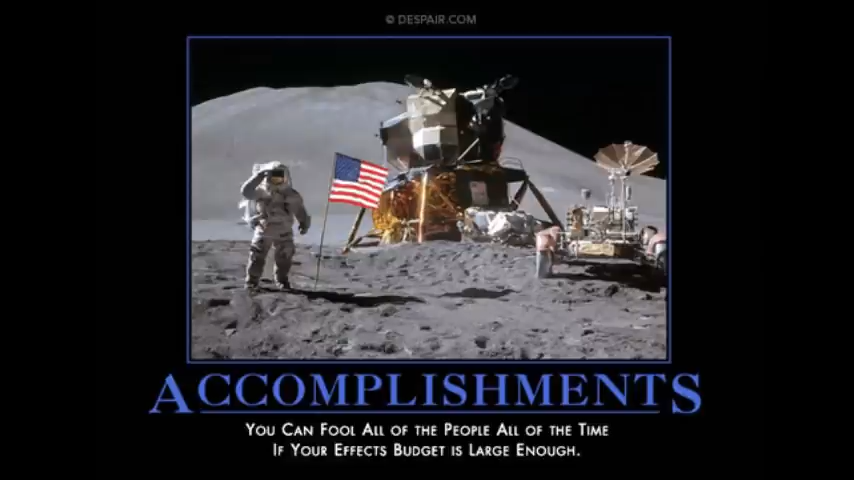 © DESPAIR.COM
ACCOMPLISHMENTS
YOU CAN FOOL ALL OF THE PEOPLE ALL OF THE TIME
IF YOUR EFFECTS BUDGET IS LARGE ENOUGH.